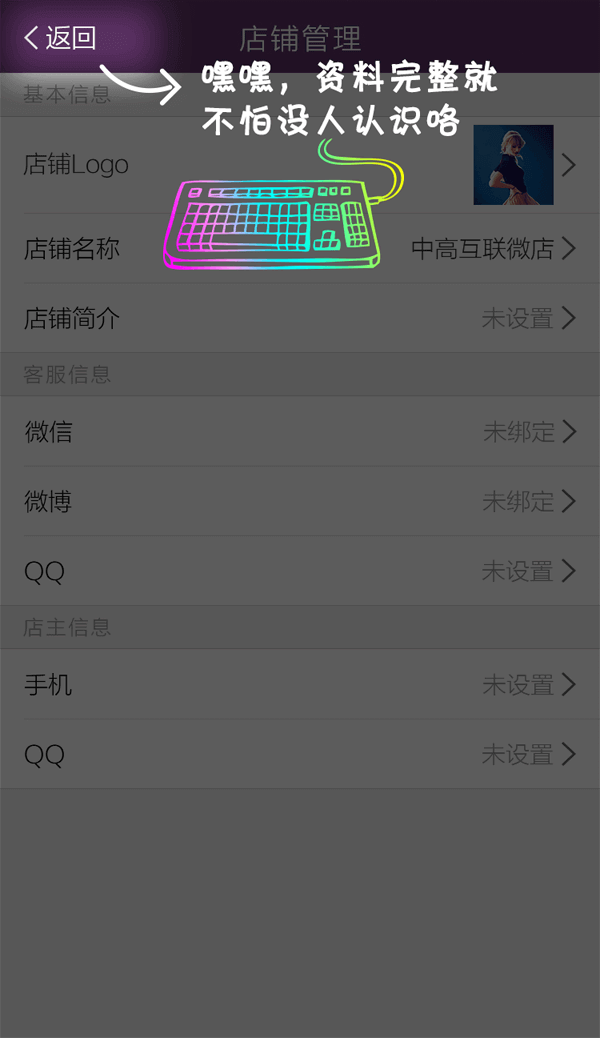 返回
店铺管理
嘿嘿，资料完整就
不怕没人认识咯
基本信息
店铺Logo
店铺名称
中高互联微店
店铺简介
未设置
客服信息
微信
未绑定
微博
未绑定
QQ
未设置
店主信息
手机
未设置
QQ
未设置